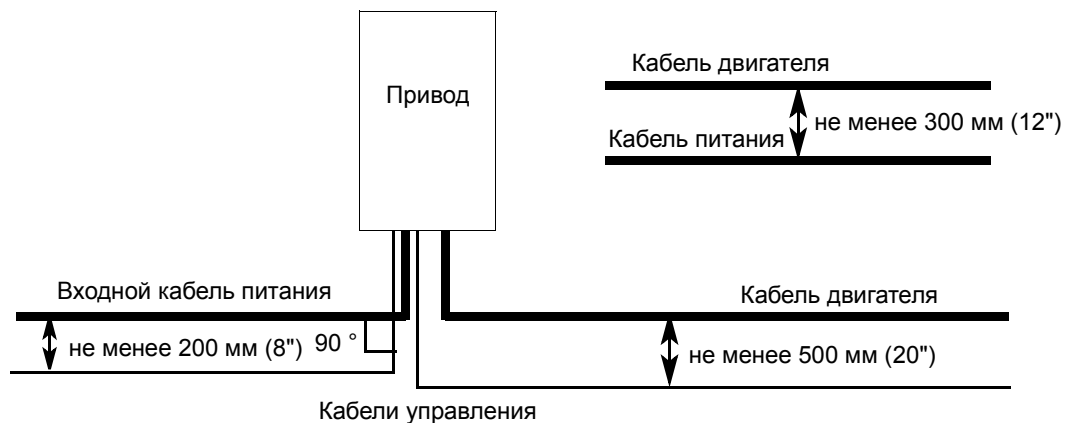 Привод
Кабель двигателя
не менее 300 мм (12")
Кабель питания
Входной кабель питания
Кабель двигателя
не менее 200 мм (8")
90 °
не менее 500 мм (20")
Кабели управления